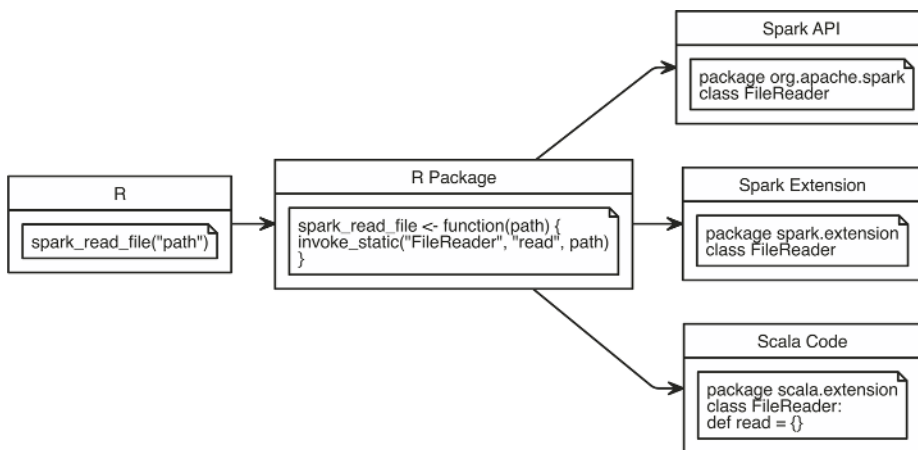 R
spark_read_file("path")
R Package
spark_read_file <- function(path) {
invoke_static("FileReader", "read", path)
}
Spark API
package org.apache.spark
class FileReader
Spark Extension
package spark.extension
class FileReader
Scala Code
package scala.extension
class FileReader:
def read = {}